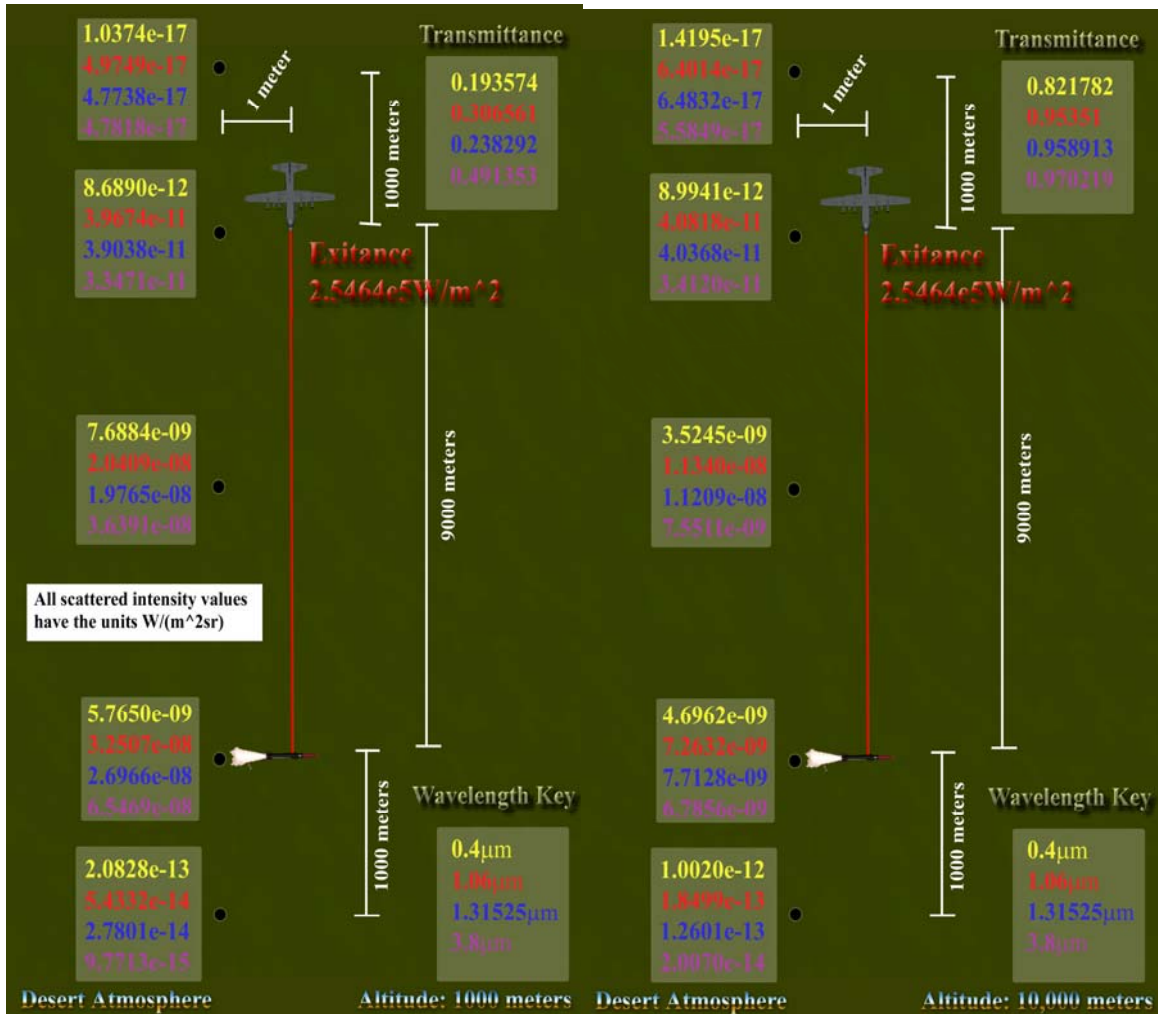 1.0374e-17
4.9749e-17
4.7738e-17
4.7818e-17
1 meter
Transmittance
0.193574
0.306561
0.238292
0.491353
1000 meters
8.6890e-12
3.9674e-11
3.9038e-11
3.3471e-11
Exitance
2.5464e5W/m^2
7.6884e-09
2.0409e-08
1.9765e-08
3.6391e-08
9000 meters
All scattered intensity values
have the units W/(m^2sr)
5.7650e-09
3.2507e-08
2.6966e-08
6.5469e-08
1000 meters
Wavelength Key
0.4μm
1.06μm
1.31525μm
3.8μm
2.0828e-13
5.4332e-14
2.7801e-14
9.7713e-15
Desert Atmosphere
Altitude: 1000 meters
1.4195e-17
6.4014e-17
6.4832e-17
5.5849e-17
1 meter
Transmittance
0.821782
0.95351
0.958913
0.970219
1000 meters
8.9941e-12
4.0818e-11
4.0368e-11
3.4120e-11
Exitance
2.5464e5W/m^2
3.5245e-09
1.1340e-08
1.1209e-08
7.5511e-09
9000 meters
4.6962e-09
7.2632e-09
7.7128e-09
6.7856e-09
1000 meters
Wavelength Key
0.4μm
1.06μm
1.31525μm
3.8μm
1.0020e-12
1.8499e-13
1.2601e-13
2.0070e-14
Desert Atmosphere
Altitude: 10,000 meters